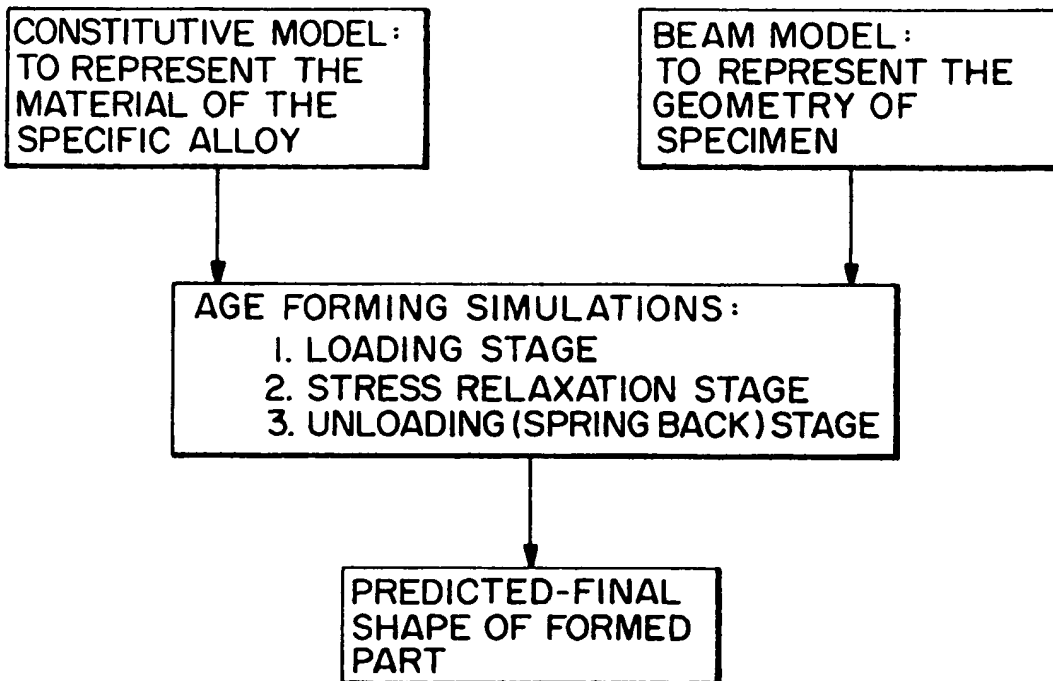 CONSTITUTIVE MODEL:
TO REPRESENT THE
MATERIAL OF THE
SPECIFIC ALLOY
BEAM MODEL:
TO REPRESENT THE
GEOMETRY OF
SPECIMEN
AGE FORMING SIMULATIONS:
1. LOADING STAGE
2. STRESS RELAXATION STAGE
3. UNLOADING (SPRING BACK) STAGE
PREDICTED-FINAL
SHAPE OF FORMED
PART